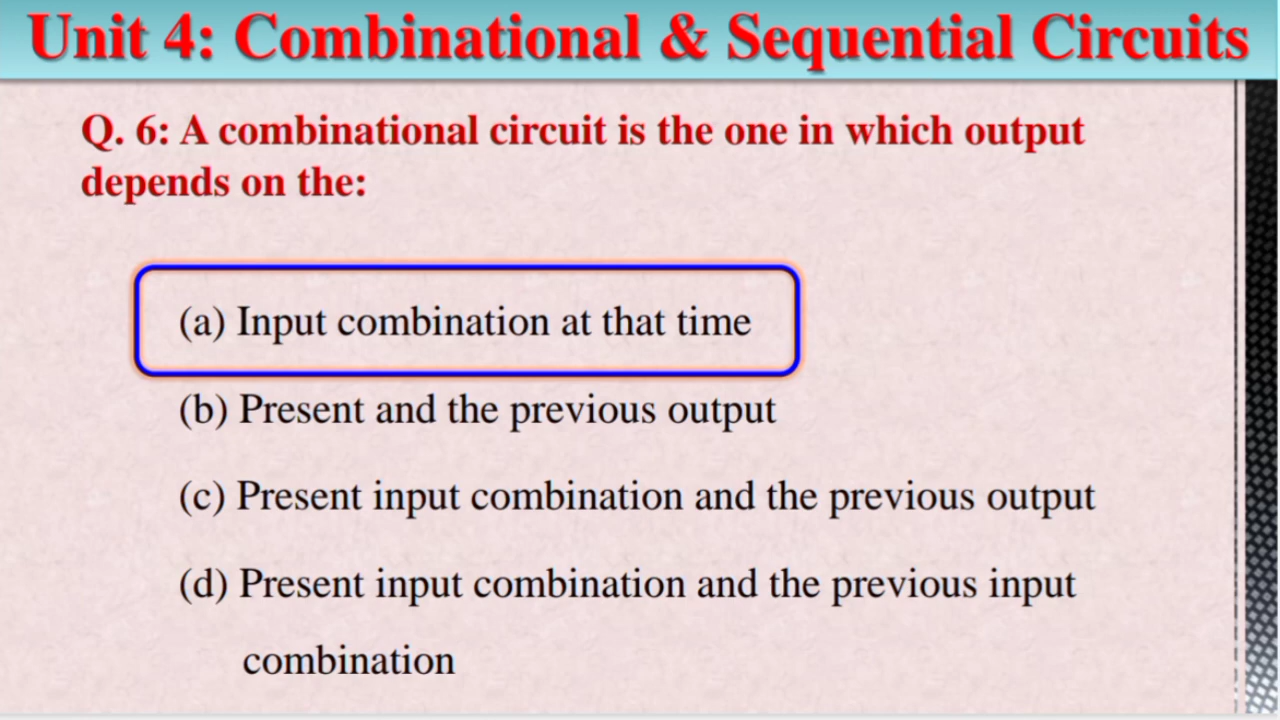 Unit 4: Combinational & Sequential Circuits
Q. 6: A combinational circuit is the one in which output
depends on the:
(a) Input combination at that time
(b) Present and the previous output
(c) Present input combination and the previous output
(d) Present input combination and the previous input
combination